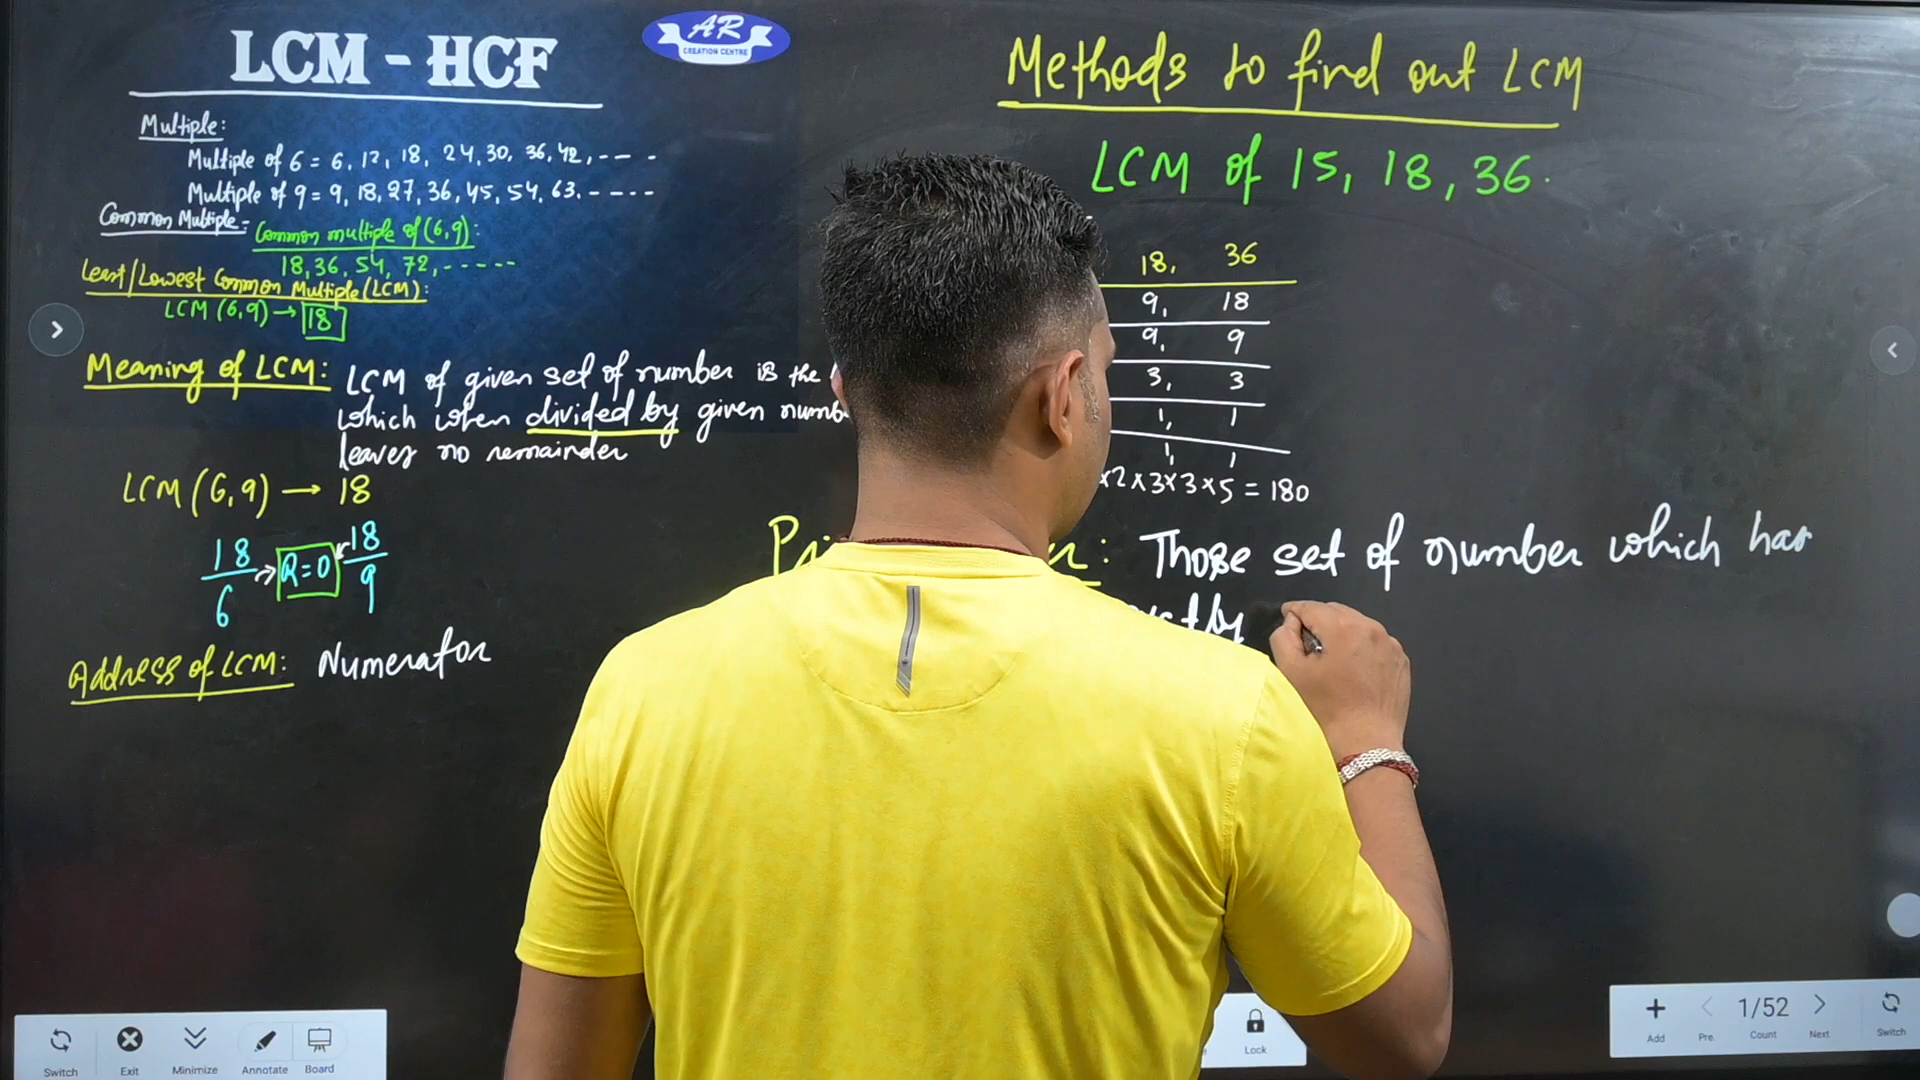 LCM - HCF
AR
CREATION CENTRE
Multiple:
Multiple of 6 = 6, 12, 18, 24, 30, 36, 42, - - - -
Multiple of 9 = 9, 18, 27, 36, 45, 54, 63, - - - -
Common Multiple:-
Common multiple of (6,9):
18, 36, 54, 72, - - - - -
Least/Lowest Common Multiple (LCM):
LCM (6,9) → 18
Meaning of LCM: LCM of given set of number is the
which when divided by given
leaves no remainder
LCM (6,9) → 18
18/6 → R=0 ← 18/9
Address of LCM: Numerator
Methods to find out LCM
LCM of 15, 18, 36.
18, 36
9, 18
9, 9
3, 3
1, 1
1, 1
×2×3×3×5 = 180
: Those set of number which has
Switch
Exit
Minimize
Annotate
Board
Lock
Add
Pre.
1/52
Count
Next
Switch